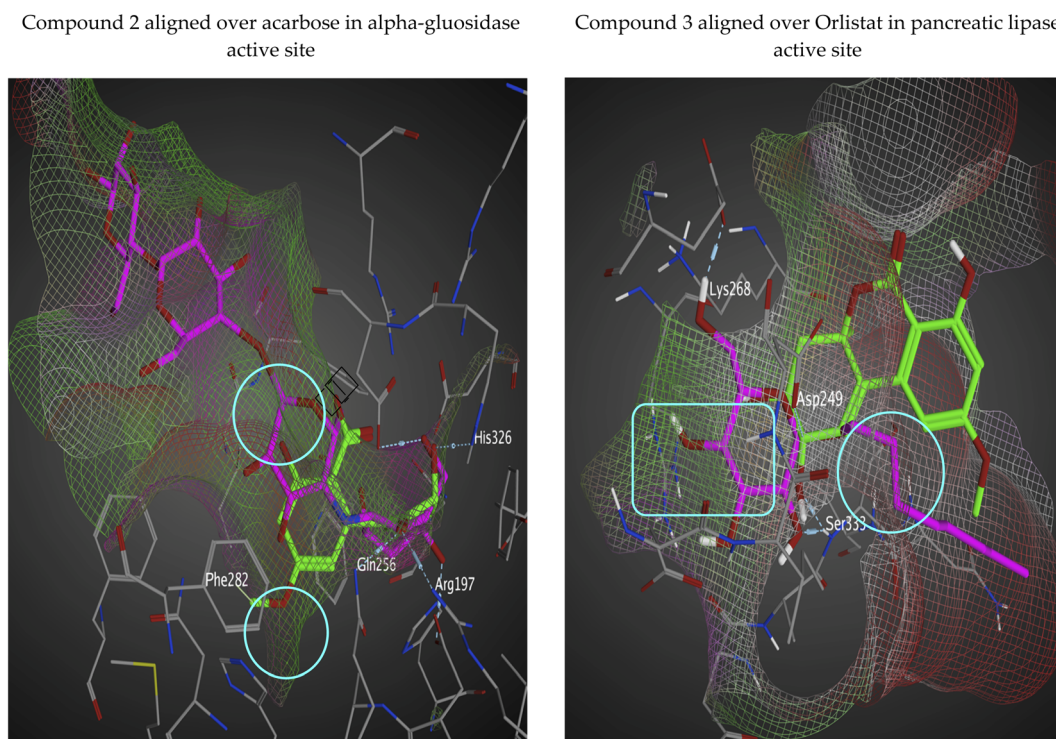 Compound 2 aligned over acarbose in alpha-gluosidase
active site
Compound 3 aligned over Orlistat in pancreatic lipase
active site
His326
Phe282
Gln256
Arg197
Lys268
Asp249
Ser333